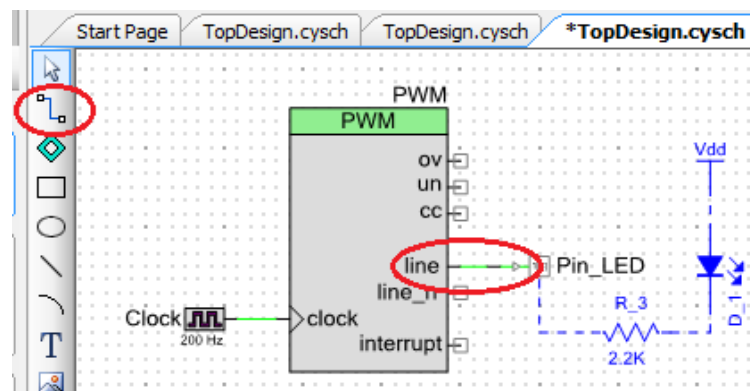 Start Page TopDesign.cysch TopDesign.cysch *TopDesign.cysch
PWM
PWM
ov
un
cc
line
line_n
Clock
200 Hz
clock
interrupt
Pin_LED
Vdd
R_3
2.2K
D_1
T